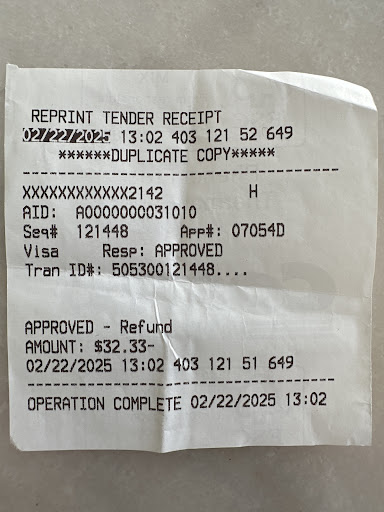 REPRINT TENDER RECEIPT
02/22/2025 13:02 403 121 52 649
******DUPLICATE COPY*****
--------------------------------------
XXXXXXXXXXXX2142 H
AID: A0000000031010
Seq# 121448 App#: 07054D
Visa Resp: APPROVED
Tran ID#: 505300121448....
APPROVED - Refund
AMOUNT: $32.33-
02/22/2025 13:02 403 121 51 649
--------------------------------------
OPERATION COMPLETE 02/22/2025 13:02